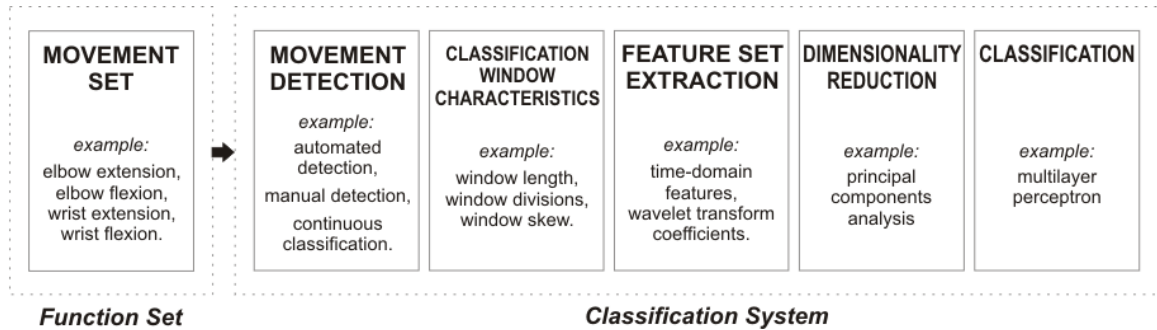 MOVEMENT
SET
example:
elbow extension,
elbow flexion,
wrist extension,
wrist flexion.
MOVEMENT
DETECTION
example:
automated
detection,
manual detection,
continuous
classification.
CLASSIFICATION
WINDOW
CHARACTERISTICS
example:
window length,
window divisions,
window skew.
FEATURE SET
EXTRACTION
example:
time-domain
features,
wavelet transform
coefficients.
DIMENSIONALITY
REDUCTION
example:
principal
components
analysis
CLASSIFICATION
example:
multilayer
perceptron
Function Set
Classification System